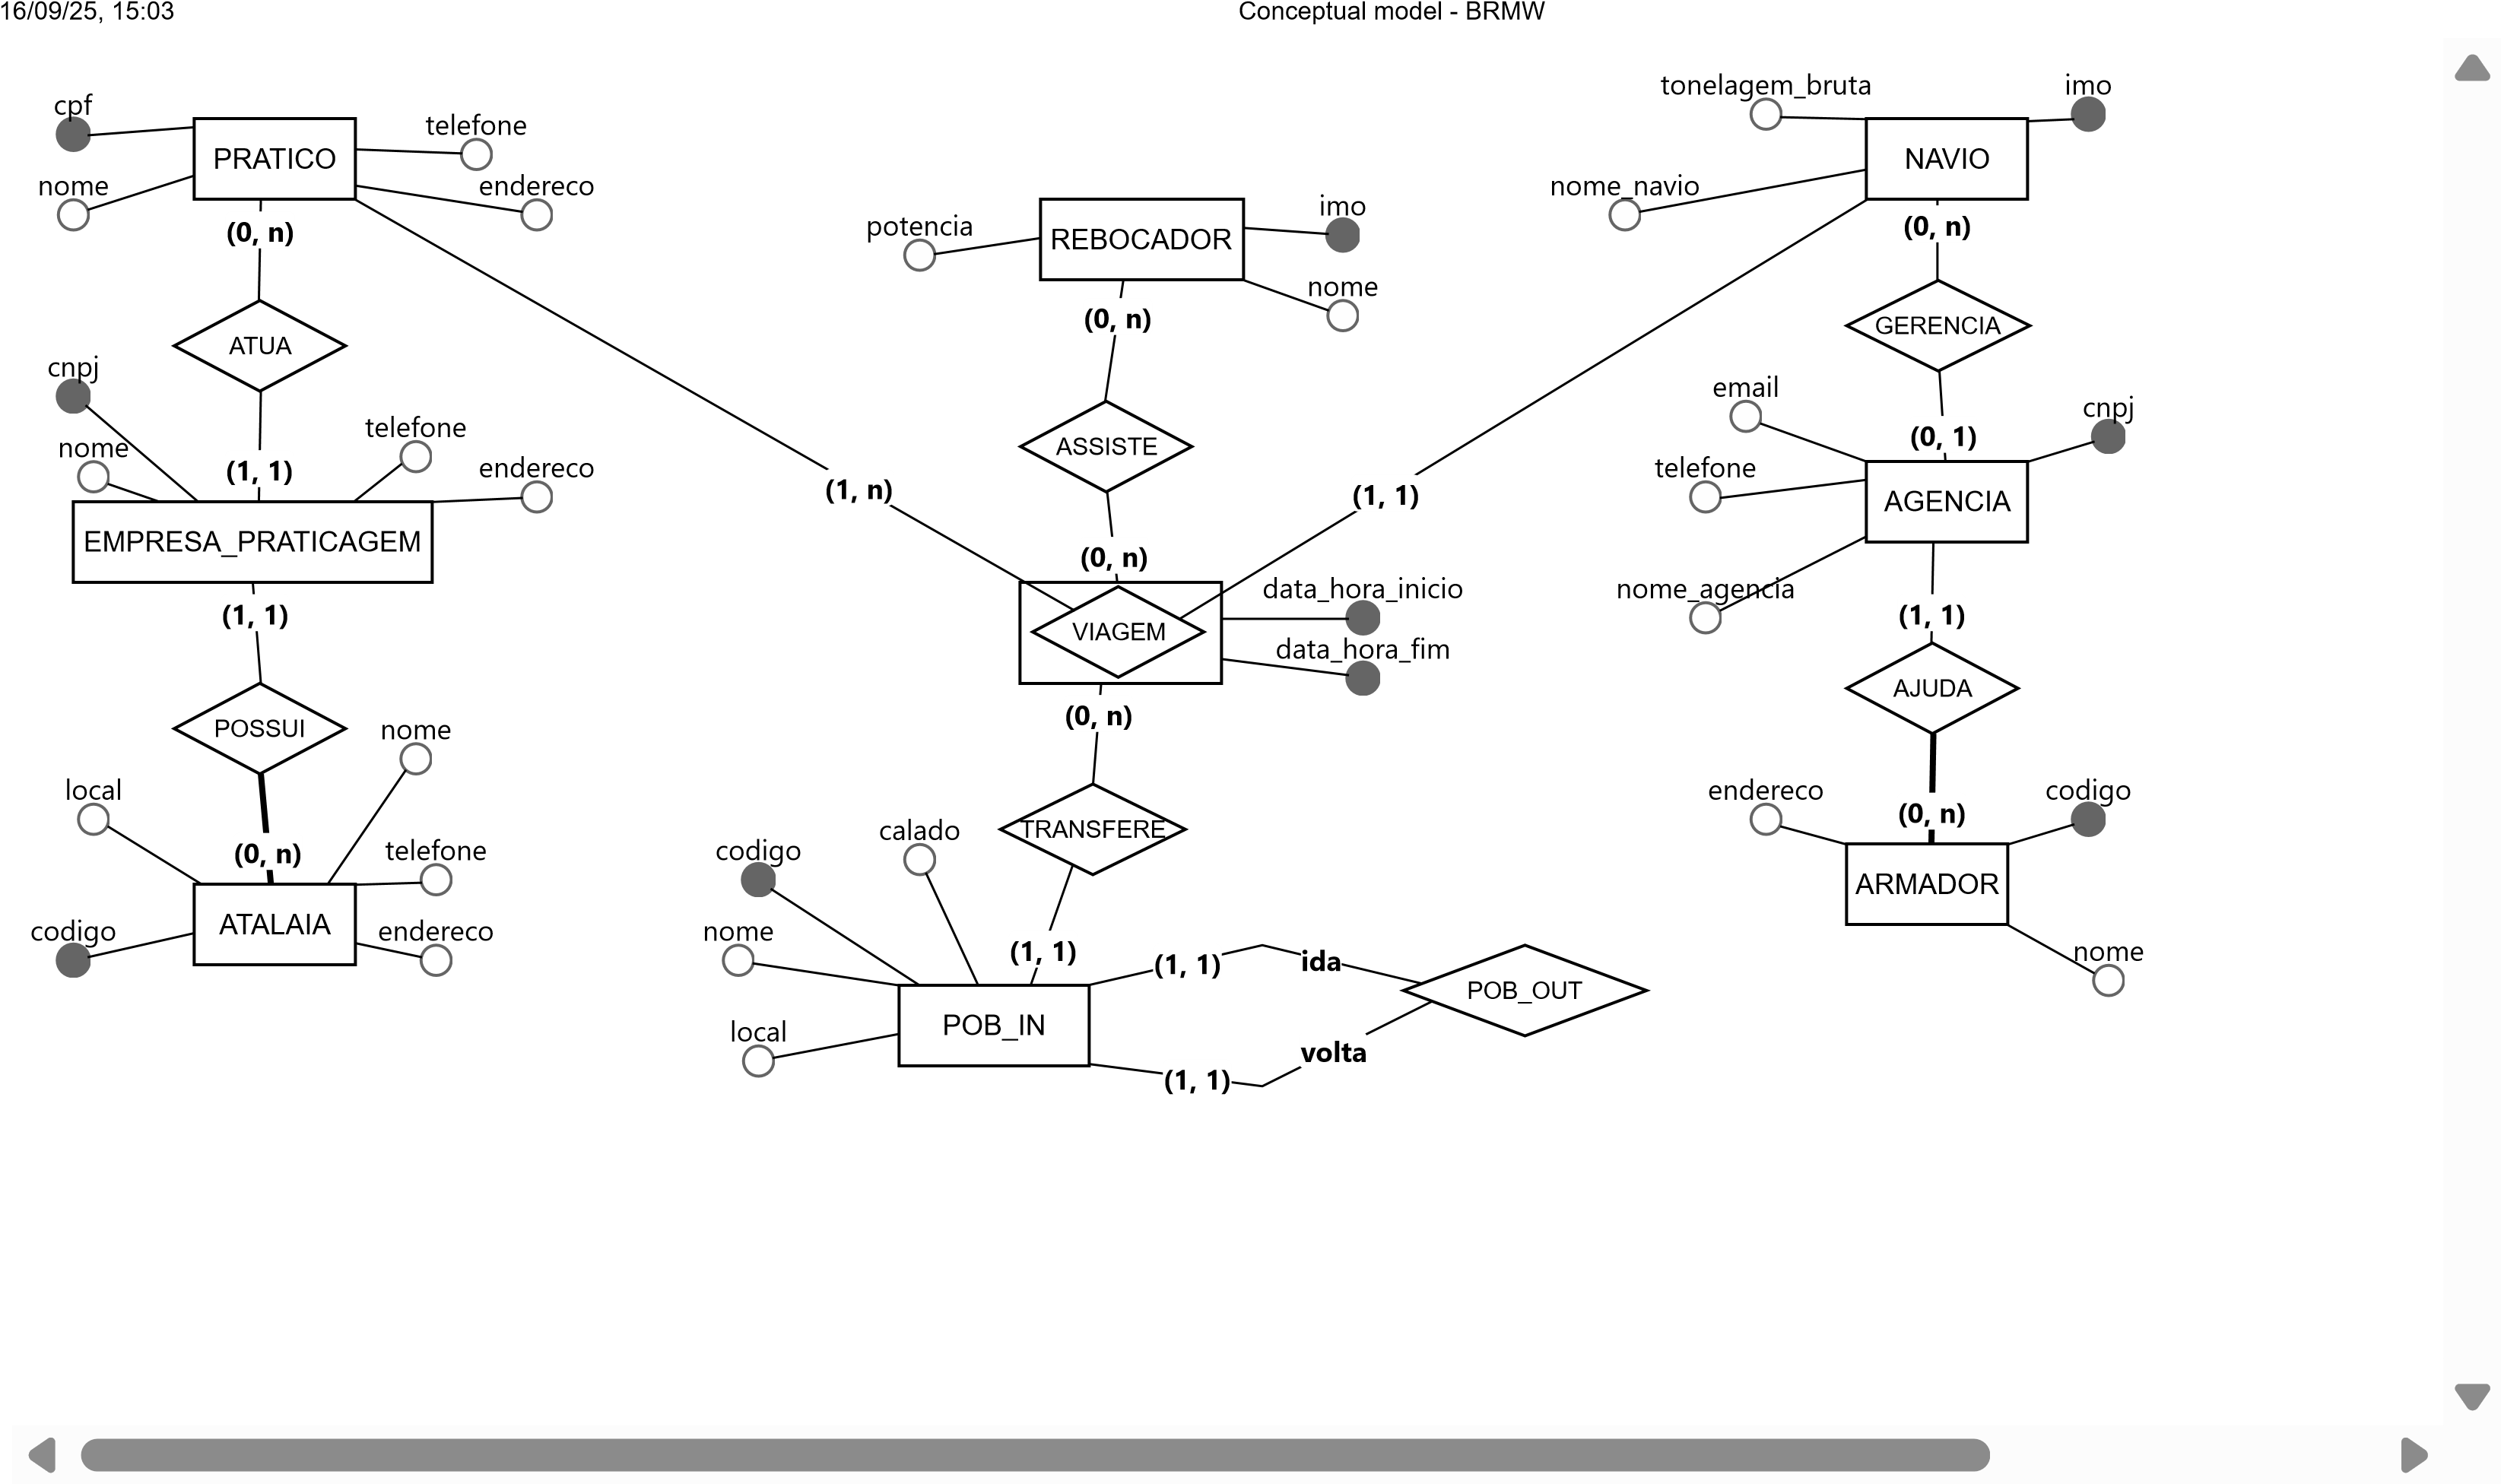 16/09/25, 15:03
Conceptual model - BRMW
cpf
PRATICO
telefone
nome
endereco
(0, n)
ATUA
cnpj
nome
telefone
(1, 1)
endereco
EMPRESA_PRATICAGEM
(1, 1)
POSSUI
nome
local
(0, n)
telefone
ATALAIA
codigo
endereco
potencia
REBOCADOR
imo
nome
(0, n)
ASSISTE
(1, n)
(1, 1)
(0, n)
VIAGEM
data_hora_inicio
data_hora_fim
(0, n)
TRANSFERE
calado
codigo
nome
(1, 1)
(1, 1)
ida
POB_OUT
POB_IN
local
volta
(1, 1)
tonelagem_bruta
imo
NAVIO
nome_navio
(0, n)
GERENCIA
email
cnpj
(0, 1)
telefone
AGENCIA
nome_agencia
(1, 1)
AJUDA
endereco
codigo
(0, n)
ARMADOR
nome